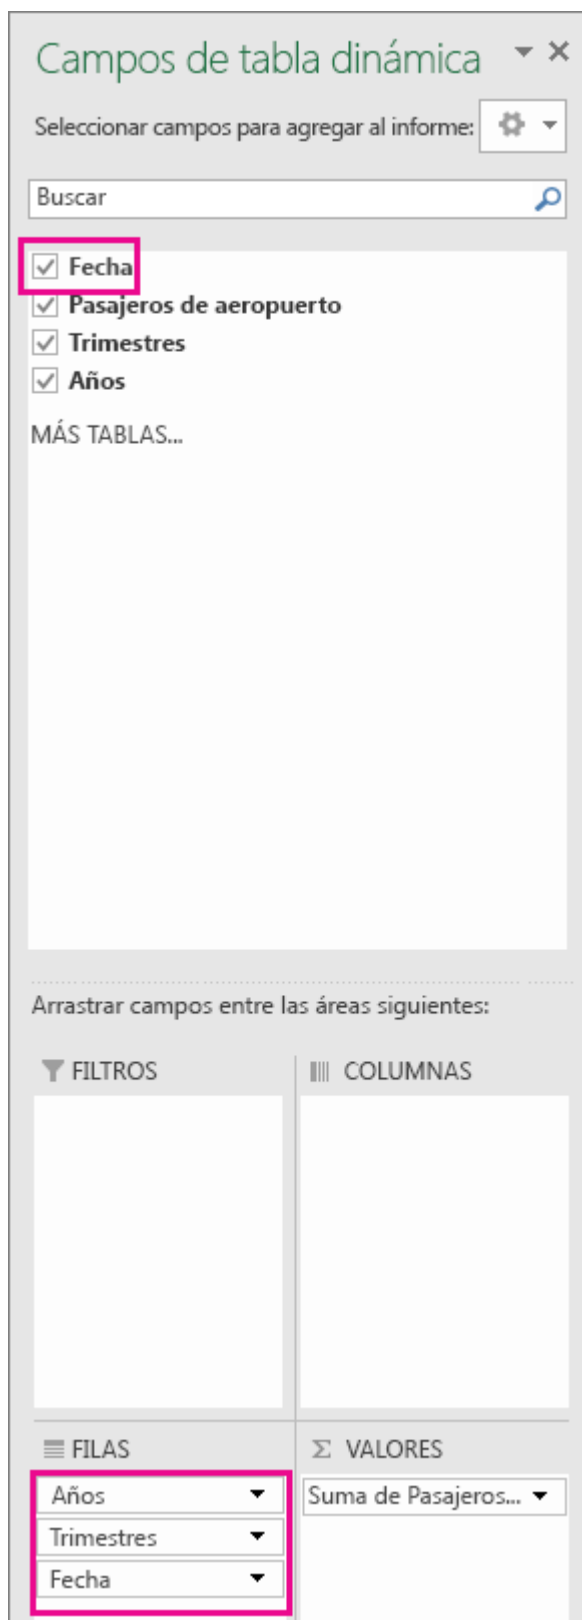 Campos de tabla dinámica
Seleccionar campos para agregar al informe:
Buscar
Fecha
Pasajeros de aeropuerto
Trimestres
Años
MÁS TABLAS...
Arrastrar campos entre las áreas siguientes:
FILTROS
COLUMNAS
FILAS
Años
Trimestres
Fecha
Σ VALORES
Suma de Pasajeros...